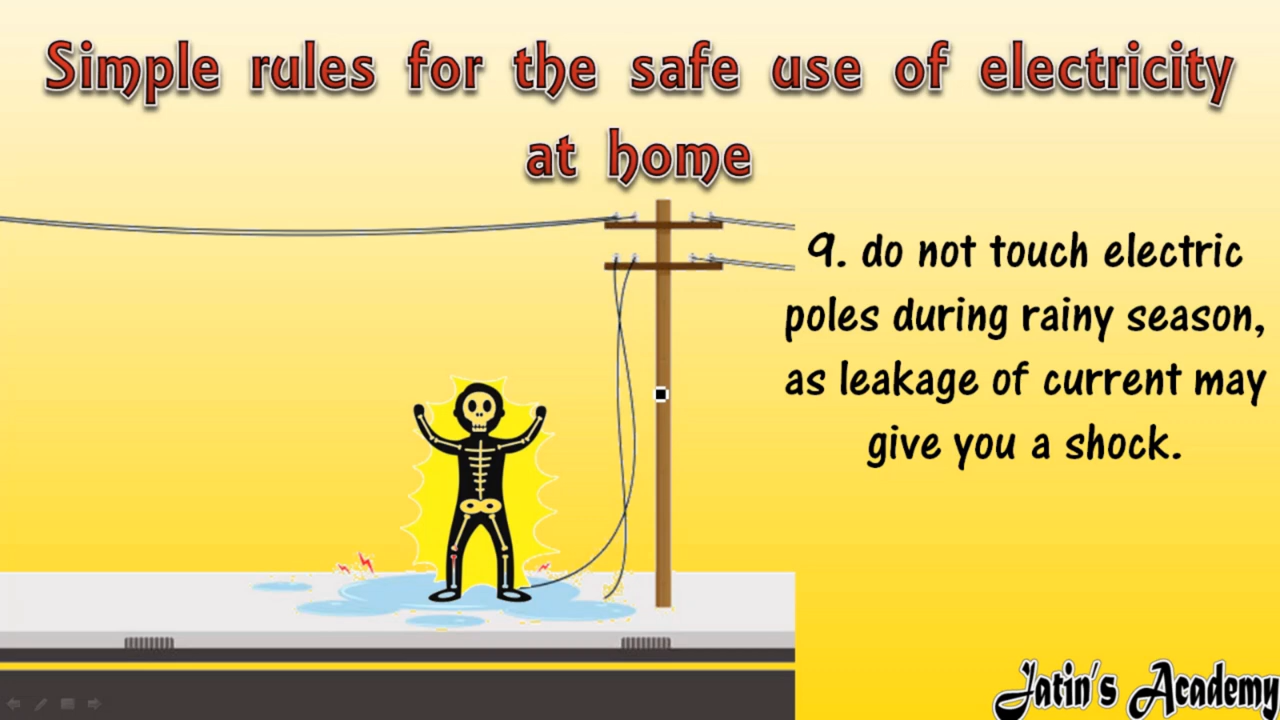 Simple rules for the safe use of electricity
at home
9. do not touch electric
poles during rainy season,
as leakage of current may
give you a shock.
Jatin's Academy